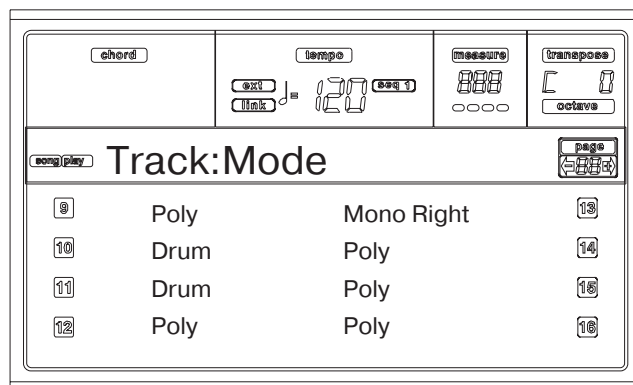 chord tempo measure transpose
ext ♩= 120 seq 1 888 C 0
link octave
song play Track:Mode page
88
9 Poly Mono Right 13
10 Drum Poly 14
11 Drum Poly 15
12 Poly Poly 16